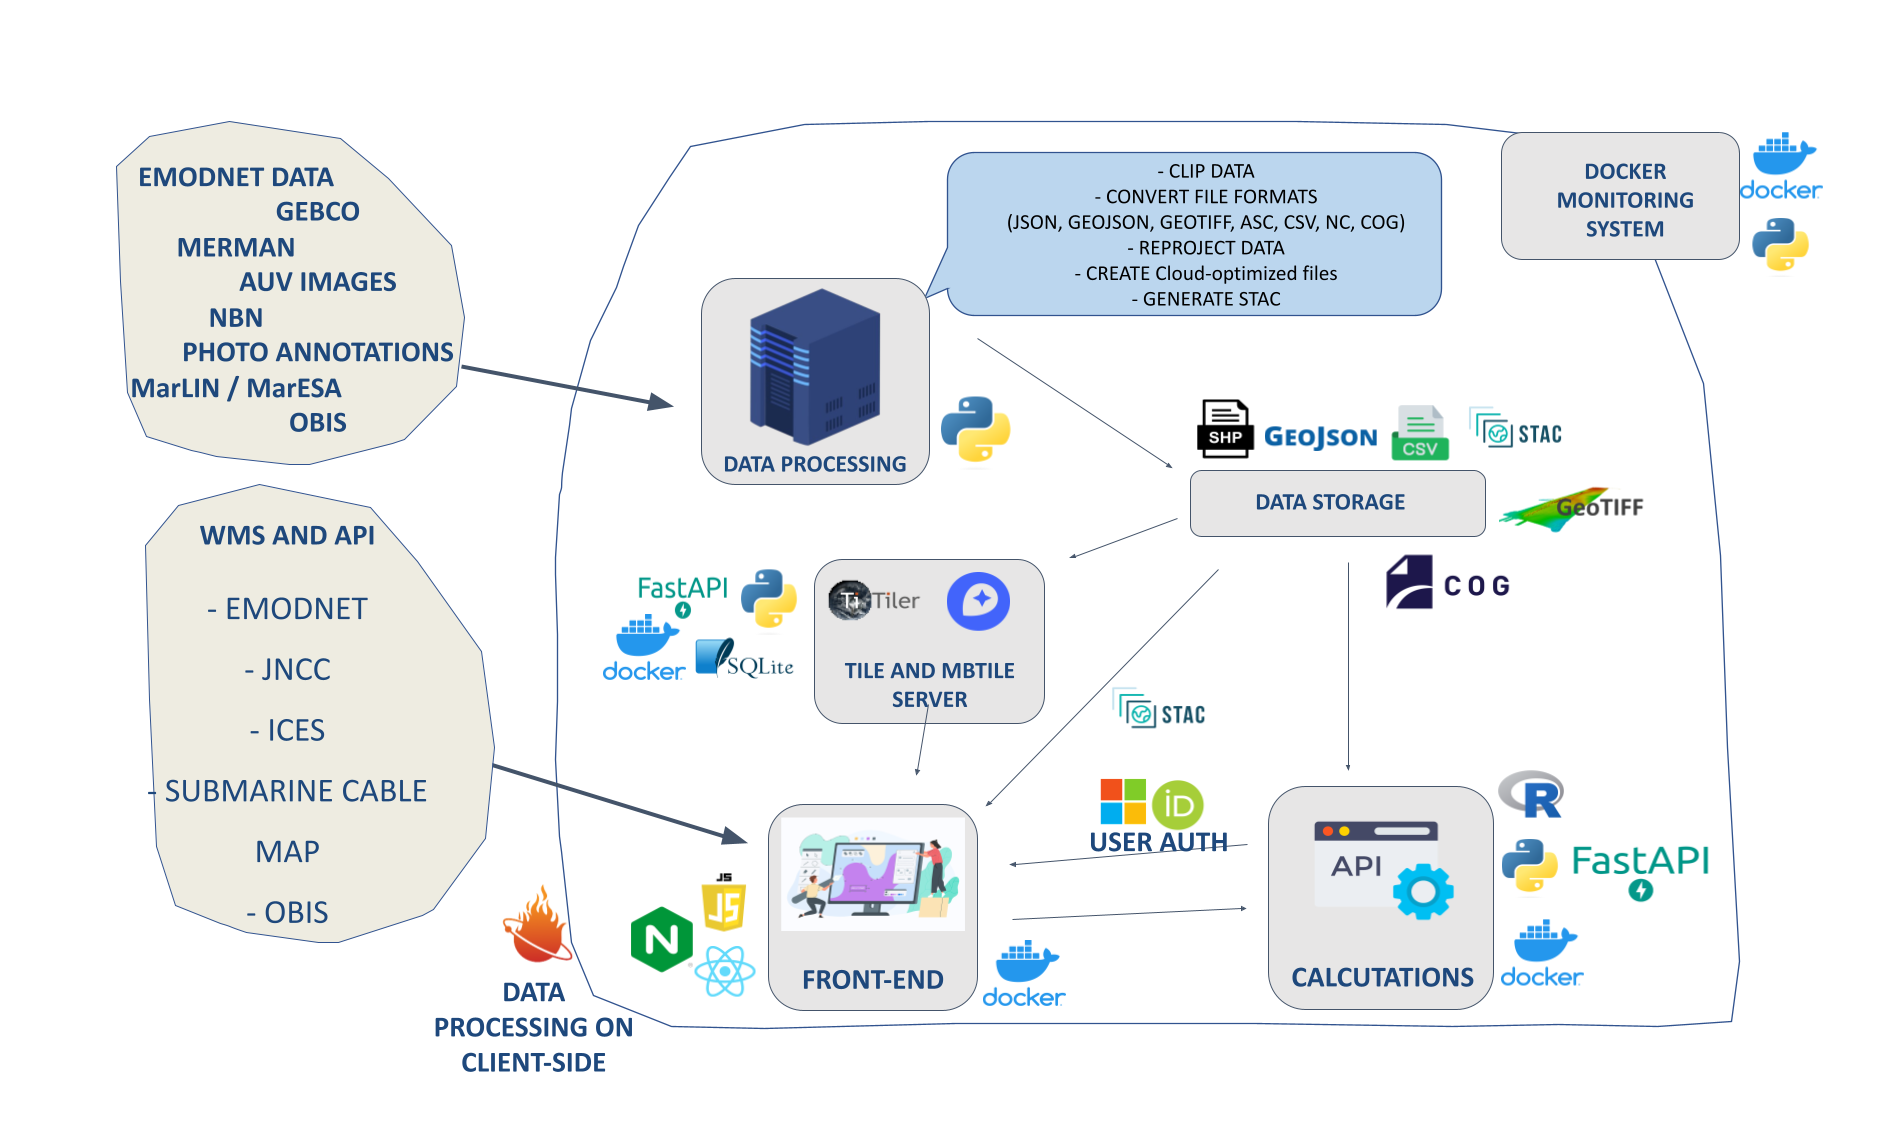 EMODNET DATA
GEBCO
MERMAN
AUV IMAGES
NBN
PHOTO ANNOTATIONS
MarLIN / MarESA
OBIS
WMS AND API
- EMODNET
- JNCC
- ICES
- SUBMARINE CABLE
MAP
- OBIS
DATA
PROCESSING ON
CLIENT-SIDE
- CLIP DATA
- CONVERT FILE FORMATS
(JSON, GEOJSON, GEOTIFF, ASC, CSV, NC, COG)
- REPROJECT DATA
- CREATE Cloud-optimized files
- GENERATE STAC
DOCKER
MONITORING
SYSTEM
docker
DATA PROCESSING
SHP
GEOJSON
CSV
STAC
DATA STORAGE
GeoTIFF
COG
FastAPI
docker
SQLite
Ti Tiler
TILE AND MBTILE
SERVER
STAC
iD
USER AUTH
N
JS
JS
FRONT-END
docker
API
CALCUTATIONS
R
FastAPI
docker